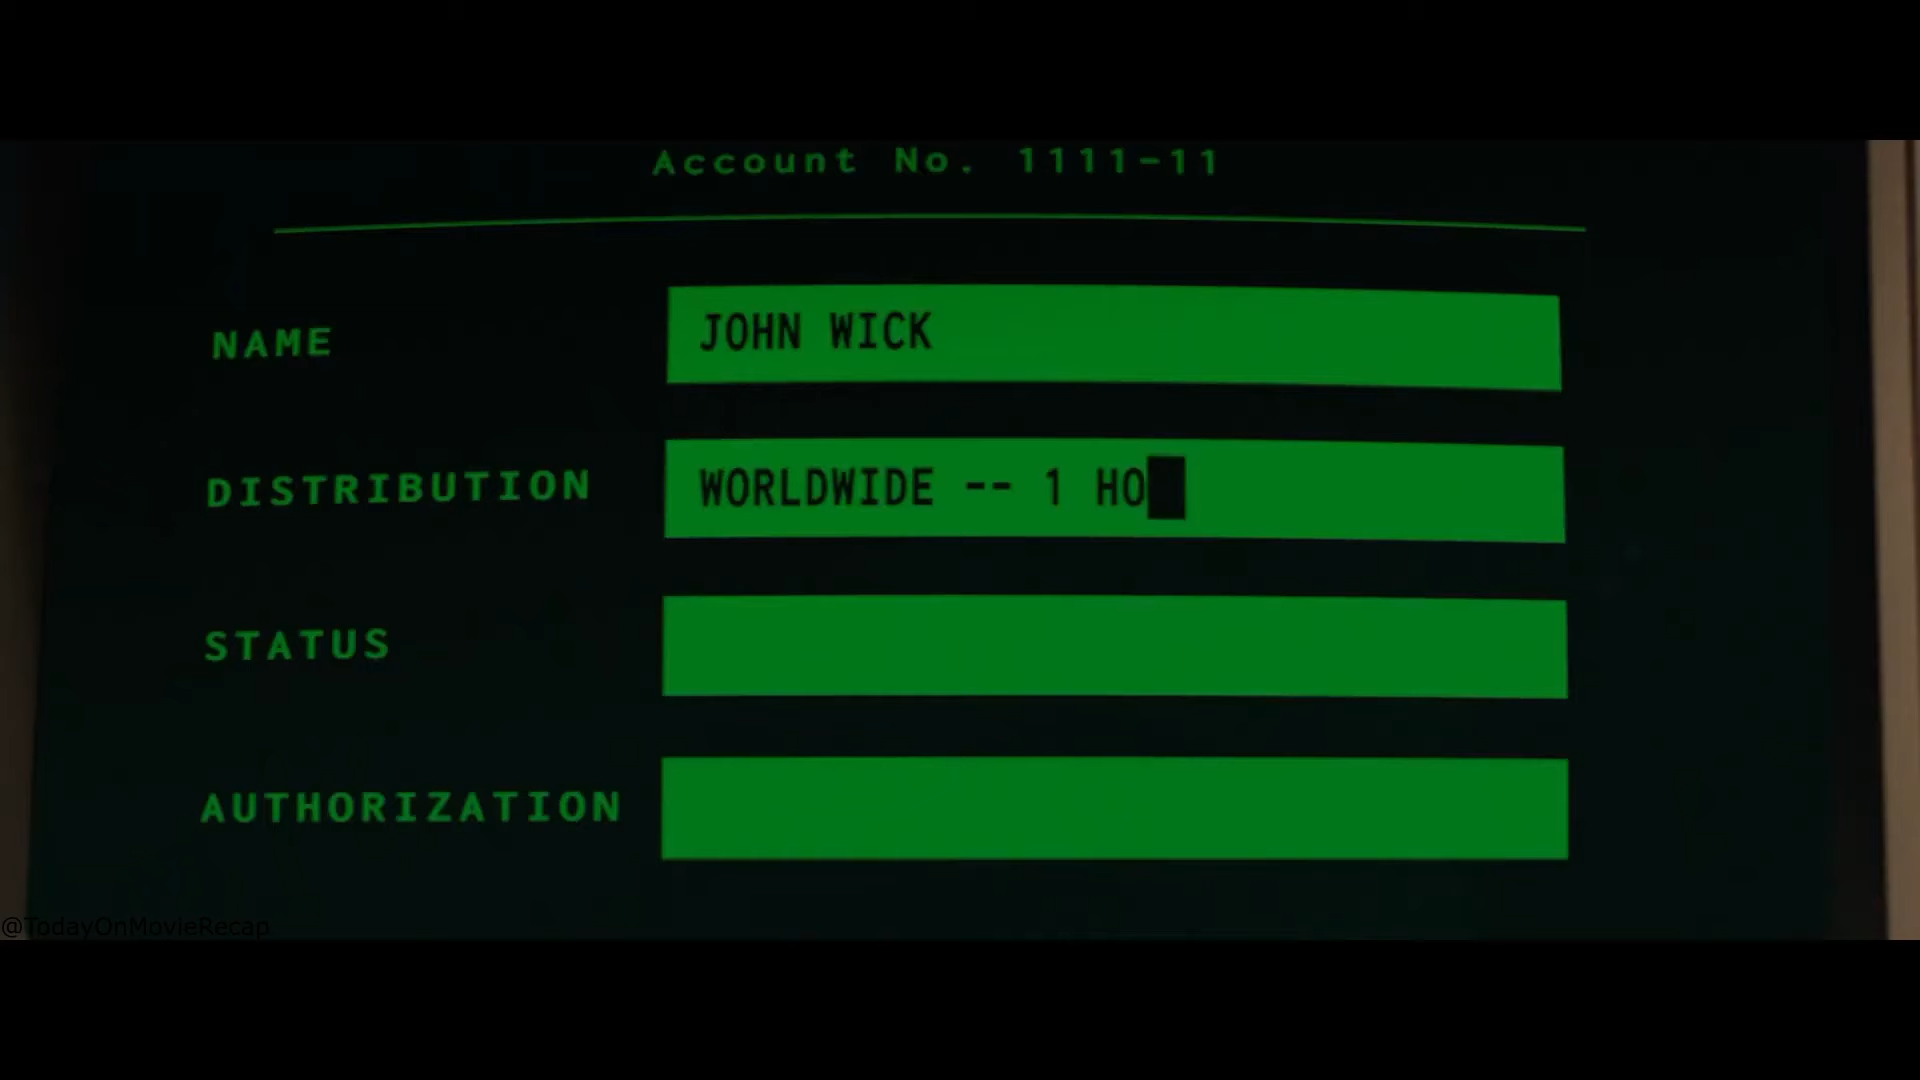 Account No. 1111-11
NAME JOHN WICK
DISTRIBUTION WORLDWIDE -- 1 HO
STATUS
AUTHORIZATION
@TodayOnMovieRecap